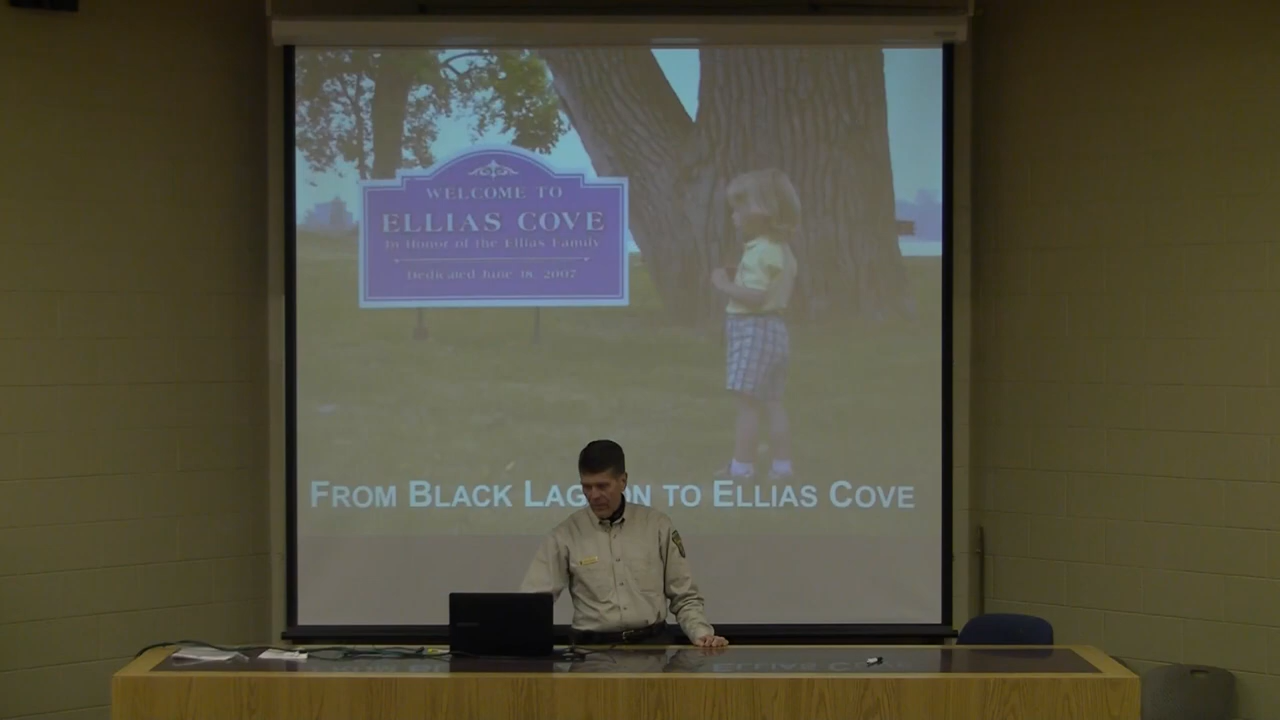 WELCOME TO
ELLIAS COVE
In Honor of the Ellias Family
Dedicated June 18, 2007
FROM BLACK LAG ON TO ELLIAS COVE